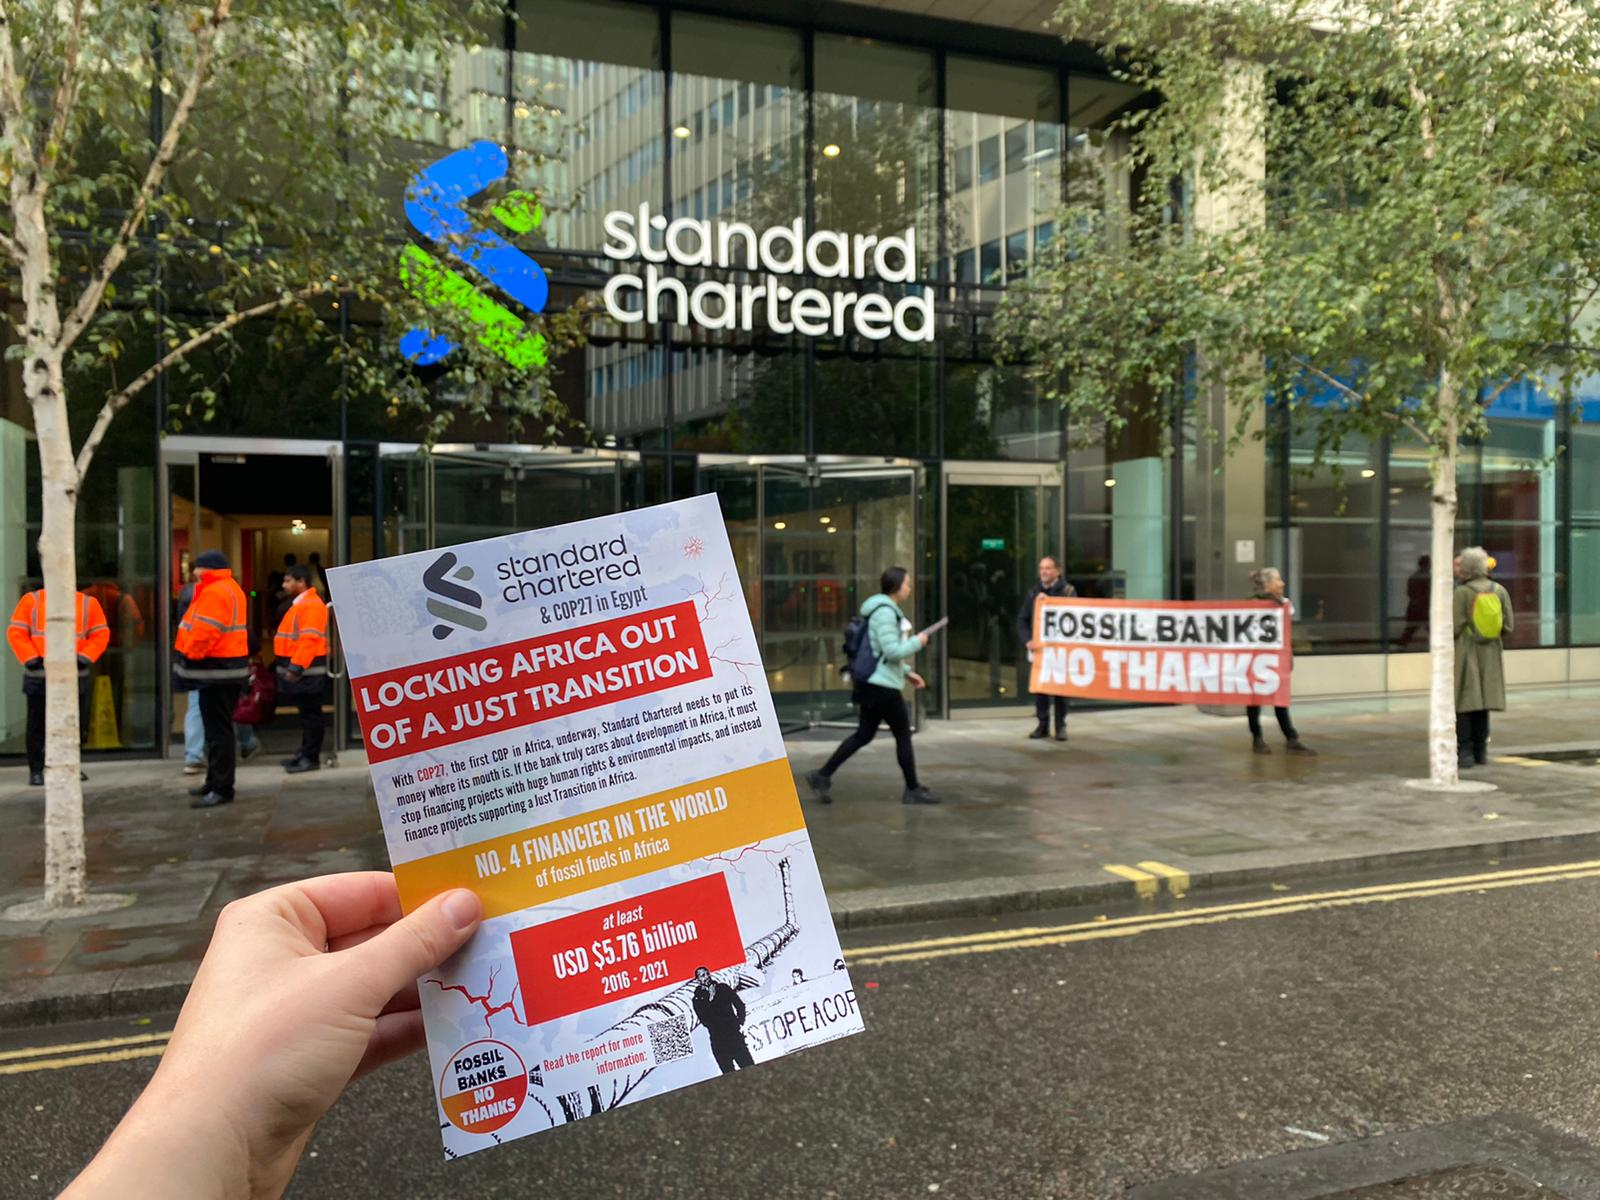 standard
chartered
standard
chartered
& COP27 in Egypt
LOCKING AFRICA OUT
OF A JUST TRANSITION
With COP27, the first COP in Africa, underway, Standard Chartered needs to put its
money where its mouth is. If the bank truly cares about development in Africa, it must
stop financing projects with huge human rights & environmental impacts, and instead
finance projects supporting a Just Transition in Africa.
NO. 4 FINANCIER IN THE WORLD
of fossil fuels in Africa
at least
USD $5.76 billion
2016 - 2021
STOPEACOP
Read the report for more
information:
FOSSIL
BANKS
NO
THANKS
FOSSIL BANKS
NO THANKS